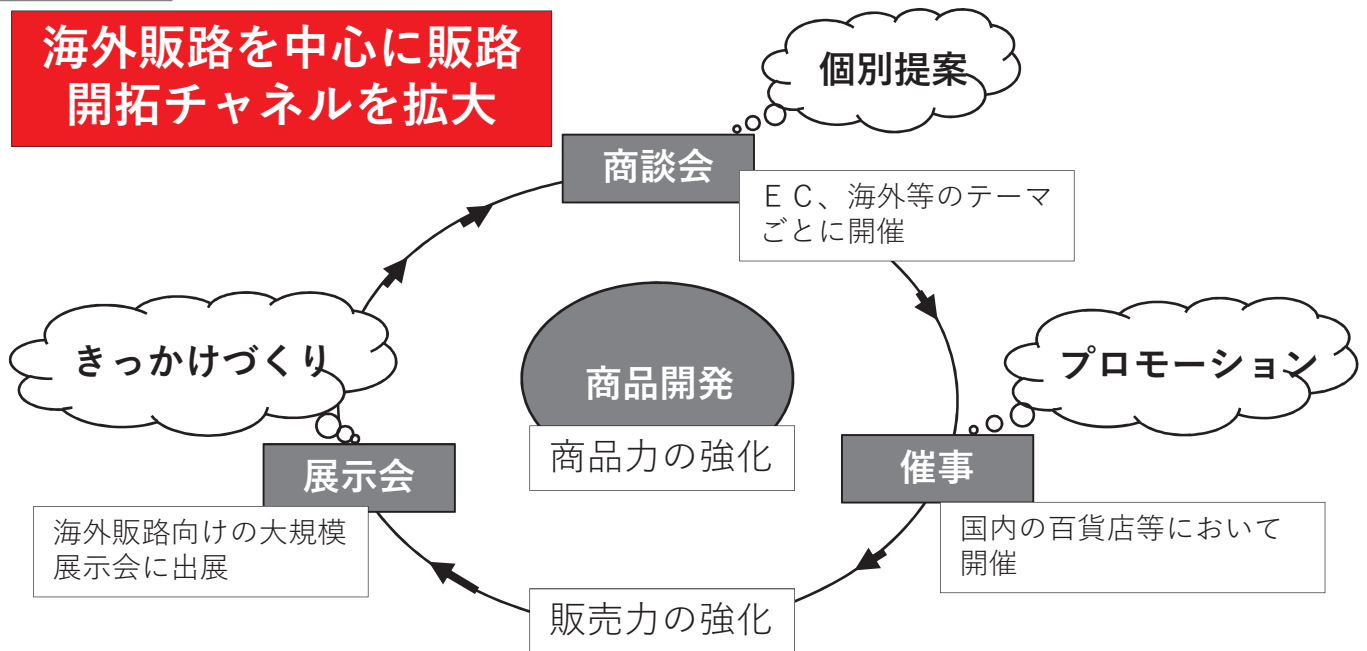 海外販路を中心に販路
開拓チャネルを拡大
個別提案
商談会
ＥＣ、海外等のテーマ
ごとに開催
きっかけづくり
プロモーション
商品開発
商品力の強化
展示会
催事
海外販路向けの大規模
展示会に出展
国内の百貨店等において
開催
販売力の強化